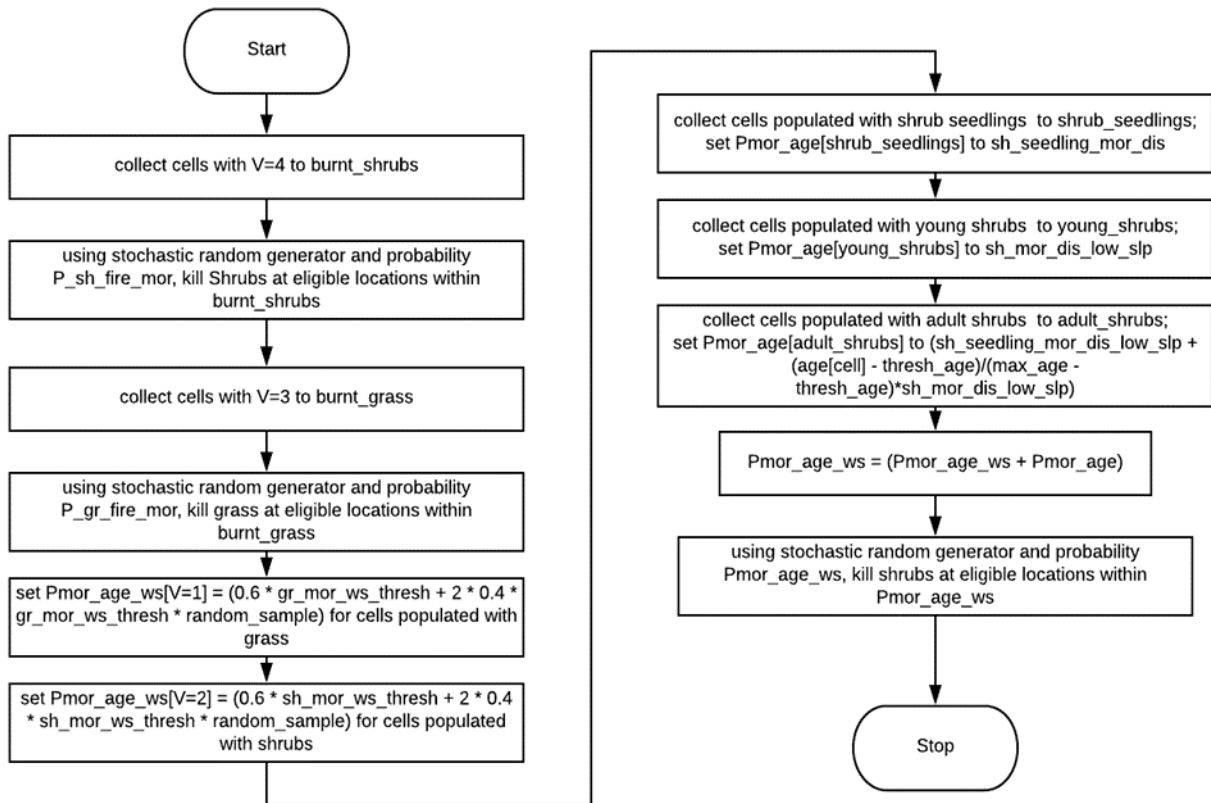 Start
collect cells with V=4 to burnt_shrubs
using stochastic random generator and probability
P_sh_fire_mor, kill Shrubs at eligible locations within
burnt_shrubs
collect cells with V=3 to burnt_grass
using stochastic random generator and probability
P_gr_fire_mor, kill grass at eligible locations within
burnt_grass
set Pmor_age_ws[V=1] = (0.6 * gr_mor_ws_thresh + 2 * 0.4 *
gr_mor_ws_thresh * random_sample) for cells populated with
grass
set Pmor_age_ws[V=2] = (0.6 * sh_mor_ws_thresh + 2 * 0.4
* sh_mor_ws_thresh * random_sample) for cells populated
with shrubs
collect cells populated with shrub seedlings to shrub_seedlings;
set Pmor_age[shrub_seedlings] to sh_seedling_mor_dis
collect cells populated with young shrubs to young_shrubs;
set Pmor_age[young_shrubs] to sh_mor_dis_low_slp
collect cells populated with adult shrubs to adult_shrubs;
set Pmor_age[adult_shrubs] to (sh_seedling_mor_dis_low_slp +
(age[cell] - thresh_age)/(max_age -
thresh_age)*sh_mor_dis_low_slp)
Pmor_age_ws = (Pmor_age_ws + Pmor_age)
using stochastic random generator and probability
Pmor_age_ws, kill shrubs at eligible locations within
Pmor_age_ws
Stop